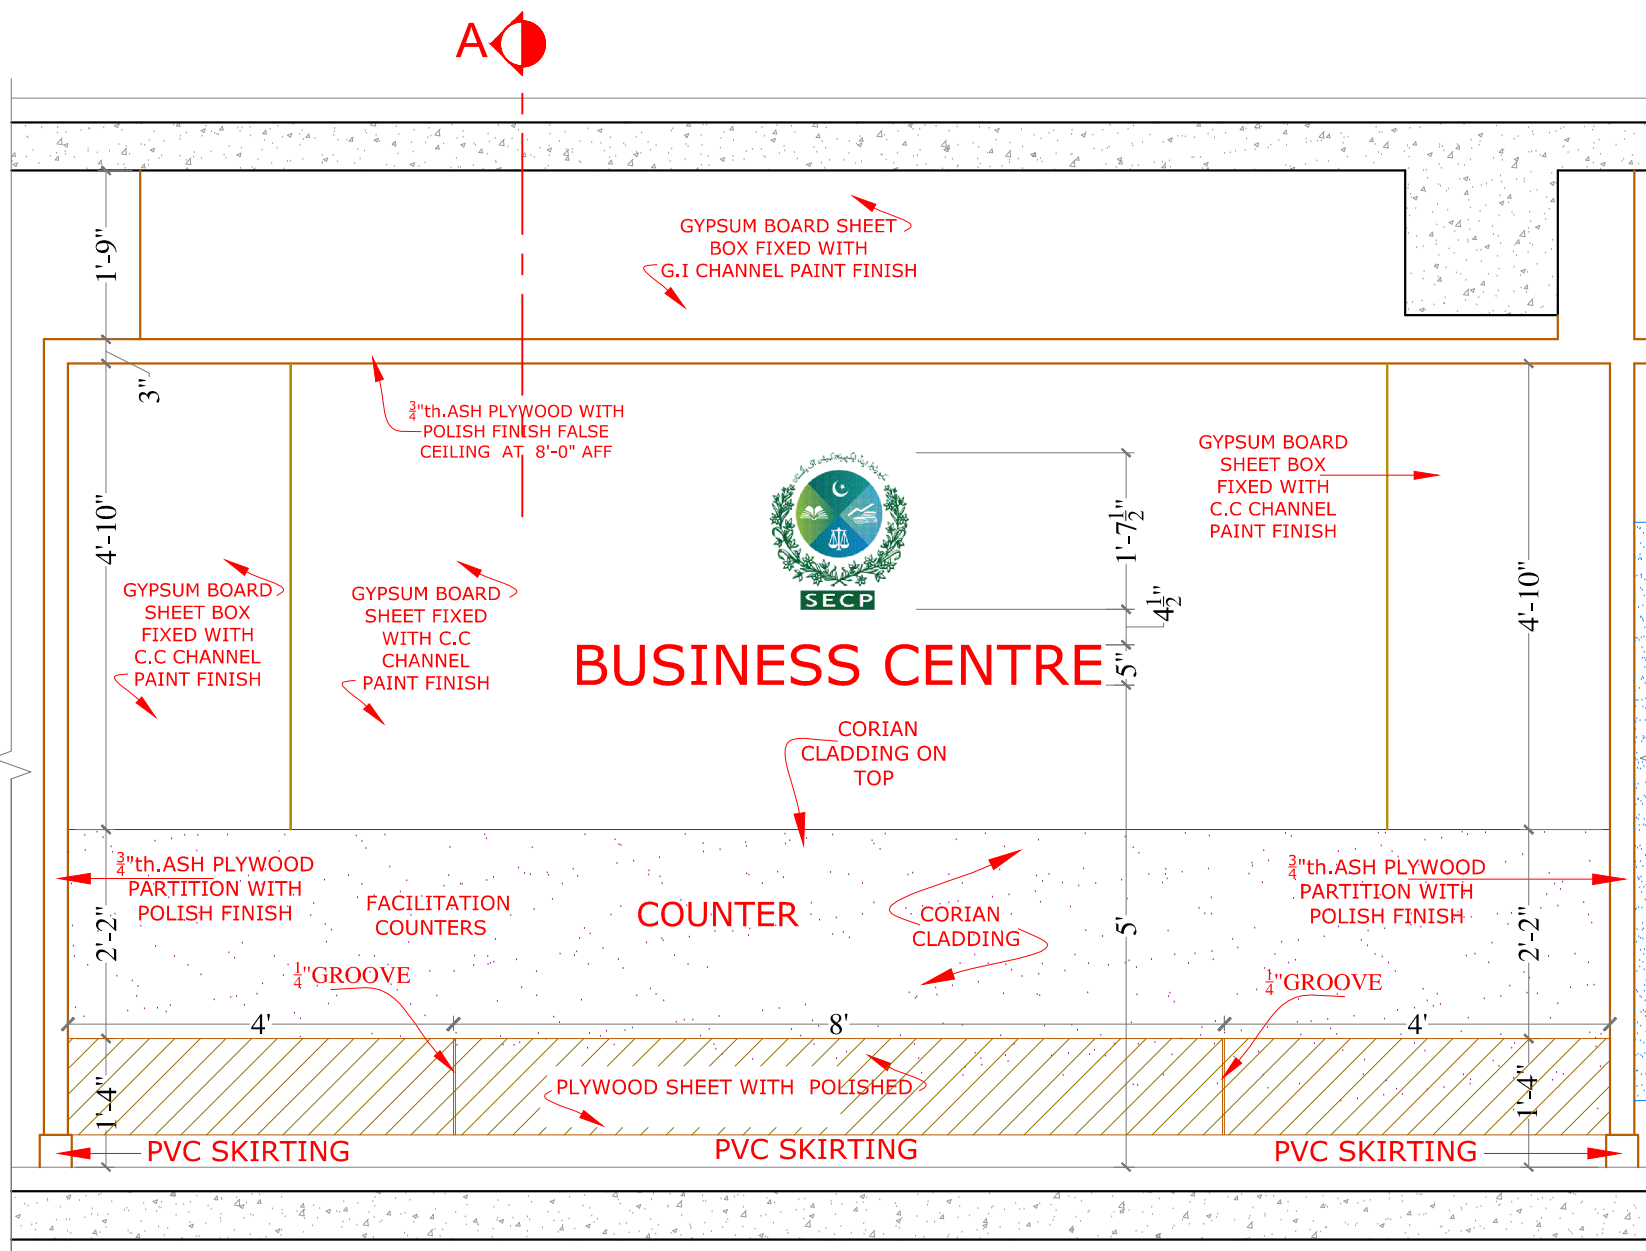 A
GYPSUM BOARD SHEET
BOX FIXED WITH
G.I CHANNEL PAINT FINISH
1'-9"
3"
3/4"th.ASH PLYWOOD WITH
POLISH FINISH FALSE
CEILING AT 8'-0" AFF
GYPSUM BOARD
SHEET BOX
FIXED WITH
C.C CHANNEL
PAINT FINISH
4'-10"
1'-7 1/2"
4 1/2"
5"
4'-10"
GYPSUM BOARD
SHEET BOX
FIXED WITH
C.C CHANNEL
PAINT FINISH
GYPSUM BOARD
SHEET FIXED
WITH C.C
CHANNEL
PAINT FINISH
SECP
BUSINESS CENTRE
CORIAN
CLADDING ON
TOP
3/4"th.ASH PLYWOOD
PARTITION WITH
POLISH FINISH
FACILITATION
COUNTERS
COUNTER
CORIAN
CLADDING
3/4"th.ASH PLYWOOD
PARTITION WITH
POLISH FINISH
2'-2"
5'
2'-2"
1/4"GROOVE
1/4"GROOVE
4'
8'
4'
1'-4"
PLYWOOD SHEET WITH POLISHED
1'-4"
PVC SKIRTING
PVC SKIRTING
PVC SKIRTING